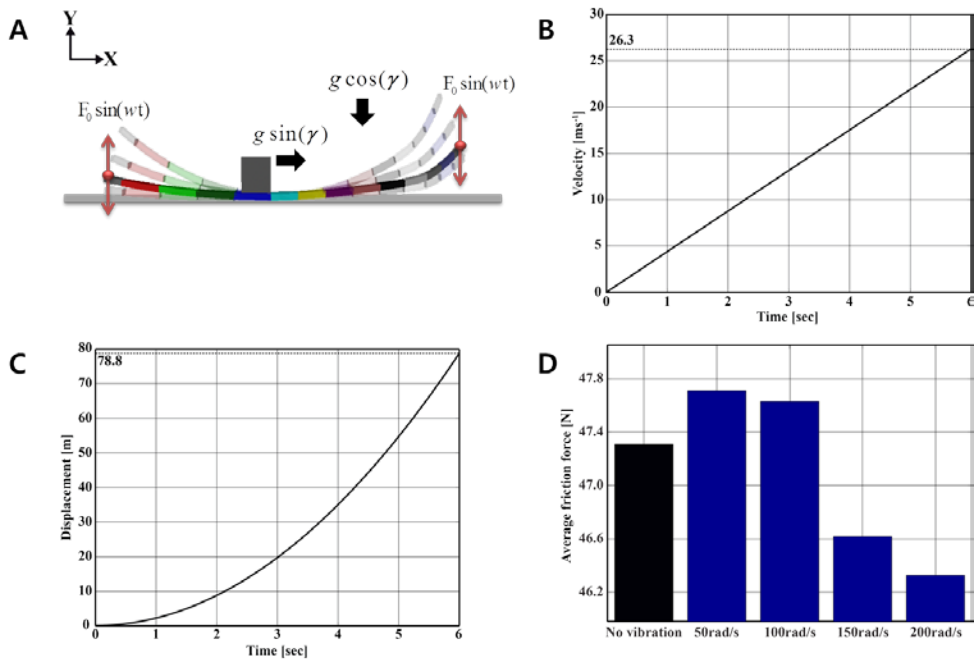 A
Y
X
F0 sin(wt)
g sin(γ)
g cos(γ)
F0 sin(wt)
B
30
25
20
15
10
5
0
26.3
Velocity [ms-1]
0 1 2 3 4 5 6
Time [sec]
C
80
70
60
50
40
30
20
10
0
78.8
Displacement [m]
0 1 2 3 4 5 6
Time [sec]
D
47.8
47.4
47.0
46.6
46.2
Average friction force [N]
No vibration 50rad/s 100rad/s 150rad/s 200rad/s